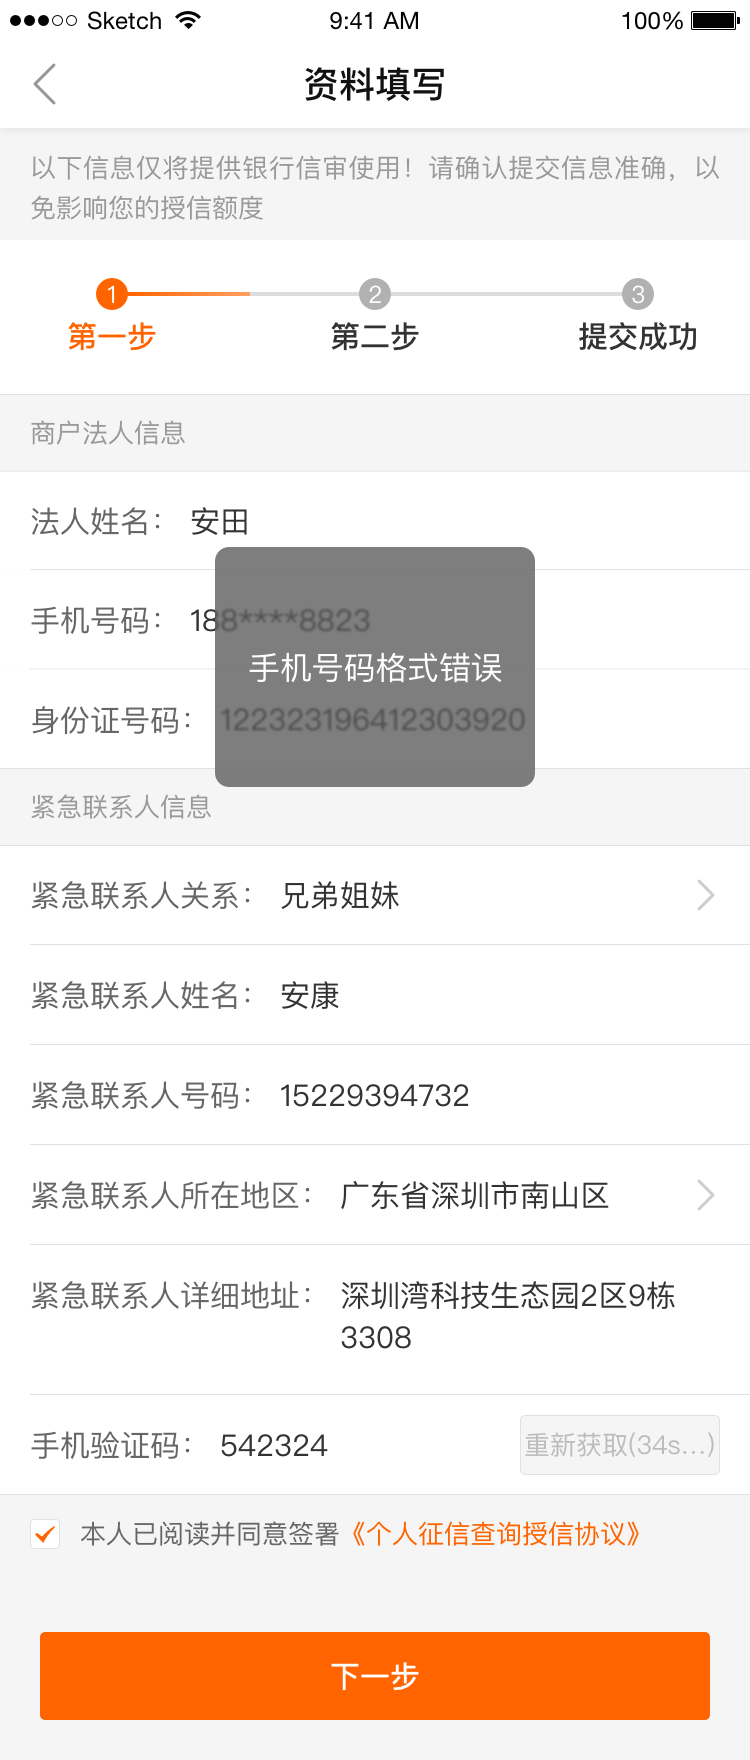 Sketch 9:41 AM 100%
资料填写
以下信息仅将提供银行信审使用！请确认提交信息准确，以
免影响您的授信额度
1 2 3
第一步 第二步 提交成功
商户法人信息
法人姓名： 安田
手机号码： 188****8823
手机号码格式错误
身份证号码： 122323196412303920
紧急联系人信息
紧急联系人关系： 兄弟姐妹
紧急联系人姓名： 安康
紧急联系人号码： 15229394732
紧急联系人所在地区： 广东省深圳市南山区
紧急联系人详细地址： 深圳湾科技生态园2区9栋
3308
手机验证码： 542324 重新获取(34s...)
本人已阅读并同意签署《个人征信查询授信协议》
下一步